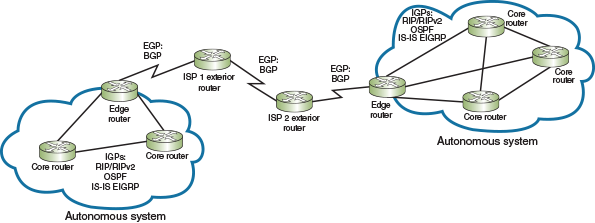 IGPs:
RIP/RIPv2
OSPF
IS-IS EIGRP
Core
router
Core
router
Core router
Edge
router
Autonomous system
EGP:
BGP
EGP:
BGP
EGP:
BGP
ISP 1 exterior
router
ISP 2 exterior
router
Edge
router
Core router
Core router
IGPs:
RIP/RIPv2
OSPF
IS-IS EIGRP
Autonomous system